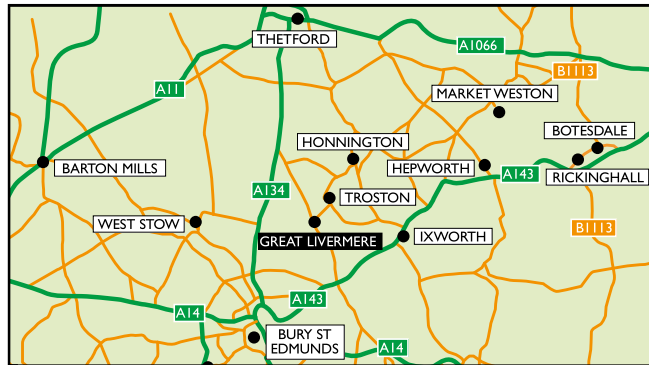 THETFORD
A1066
B1113
A11
MARKET WESTON
BOTESDALE
HONNINGTON
BARTON MILLS
HEPWORTH
A143
RICKINGHALL
A134
TROSTON
WEST STOW
GREAT LIVERMERE
IXWORTH
B1113
A143
A14
BURY ST
EDMUNDS
A14